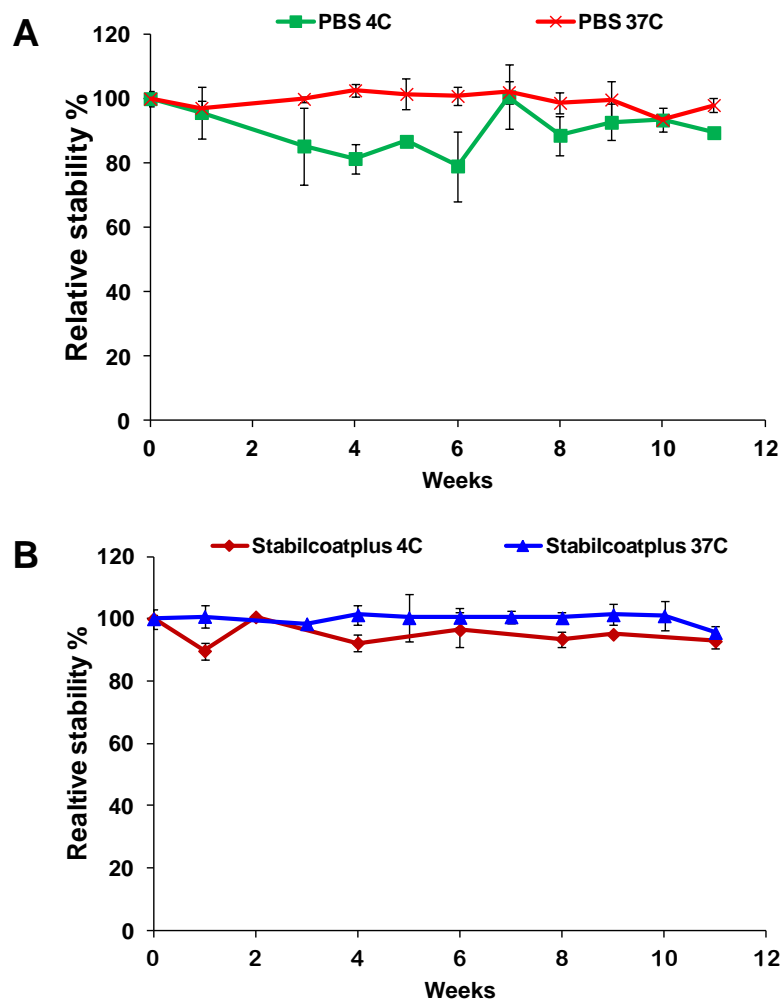 A
PBS 4C
PBS 37C
120
100
80
60
40
20
0
Relative stability %
0 2 4 6 8 10 12
Weeks
B
Stabilcoatplus 4C
Stabilcoatplus 37C
120
100
80
60
40
20
0
Realtive stability %
0 2 4 6 8 10 12
Weeks